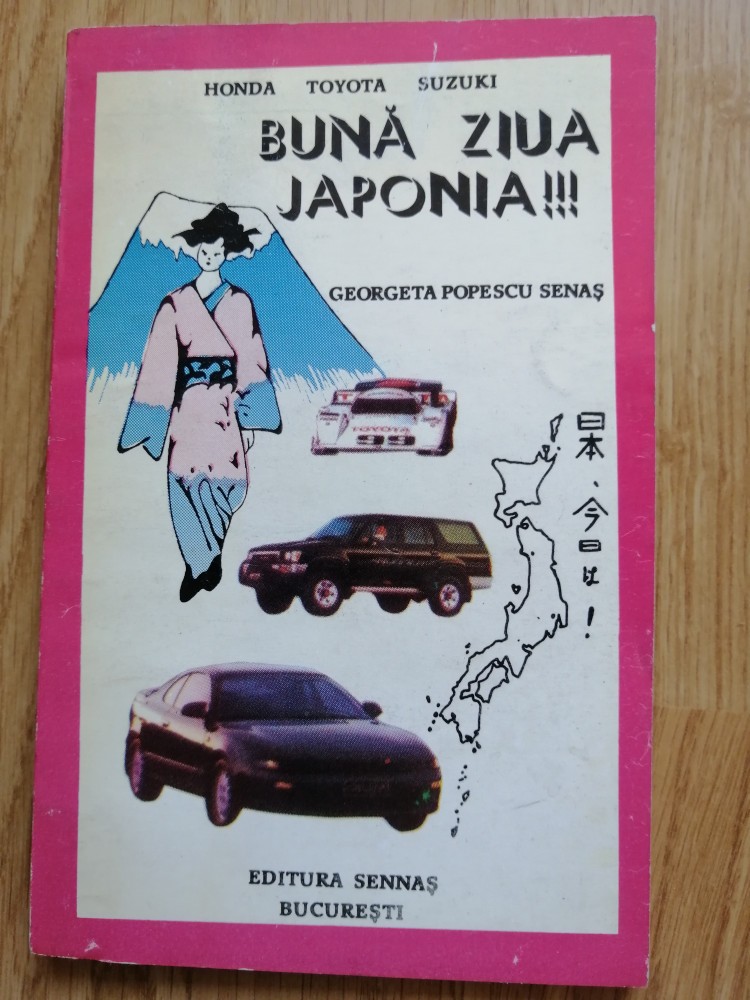 HONDA TOYOTA SUZUKI
BUNĂ ZIUA
JAPONIA!!!
GEORGETA POPESCU SENAȘ
TOYOTA
99
日本、今日は!
EDITURA SENNAȘ
BUCUREȘTI